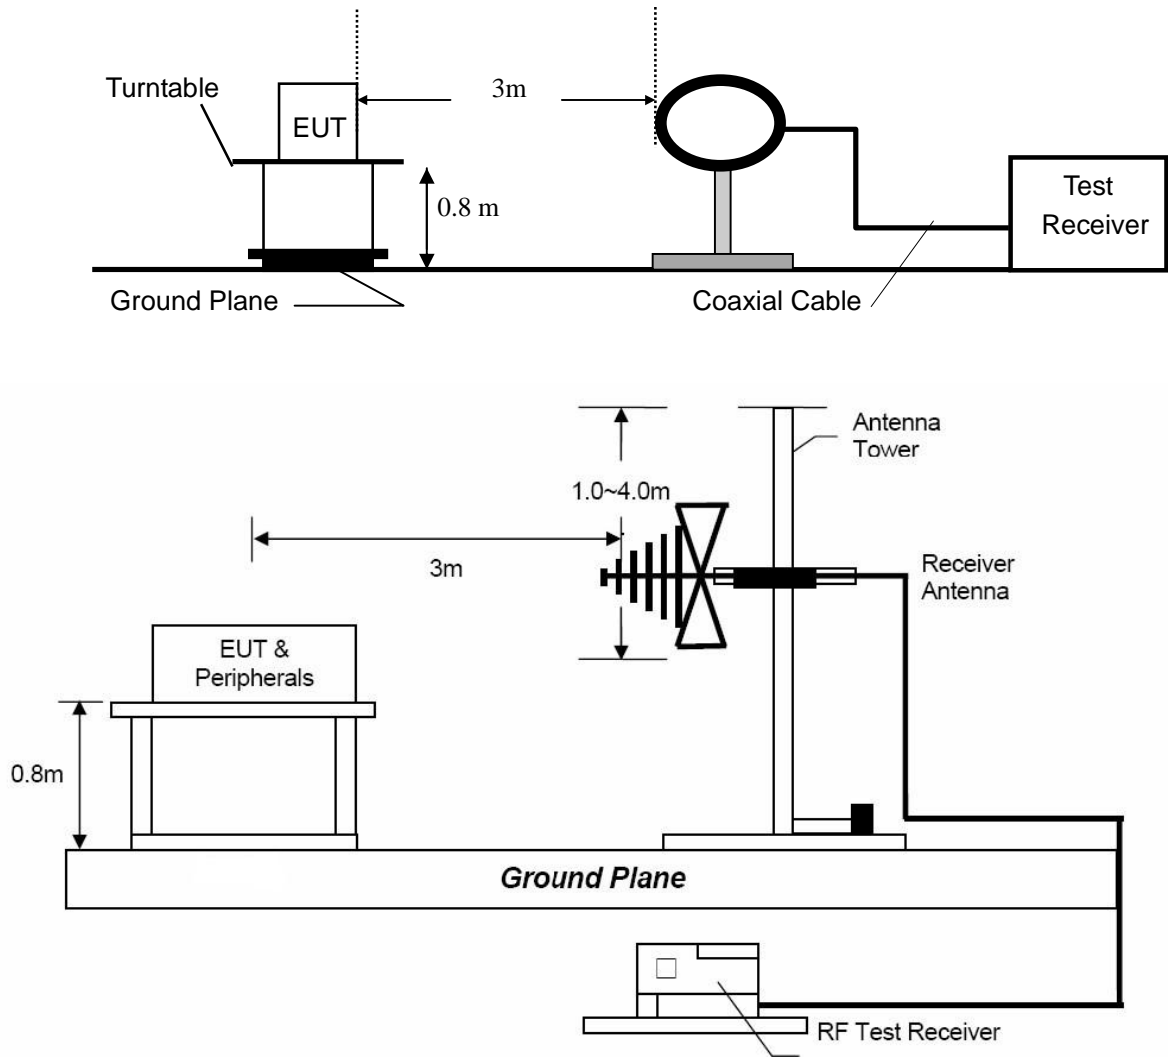 Turntable
3m
EUT
0.8 m
Test
Receiver
Ground Plane
Coaxial Cable
Antenna
Tower
1.0~4.0m
3m
Receiver
Antenna
EUT &
Peripherals
0.8m
Ground Plane
RF Test Receiver